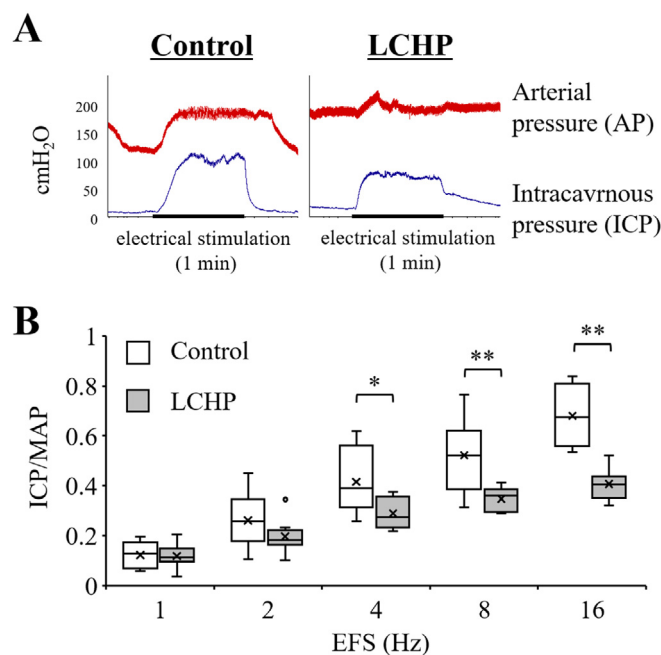 A
Control
LCHP
cmH2O
200
150
100
50
0
Arterial
pressure (AP)
Intracavrnous
pressure (ICP)
electrical stimulation
(1 min)
electrical stimulation
(1 min)
B
ICP/MAP
1
0.8
0.6
0.4
0.2
0
Control
LCHP
*
**
**
1 2 4 8 16
EFS (Hz)